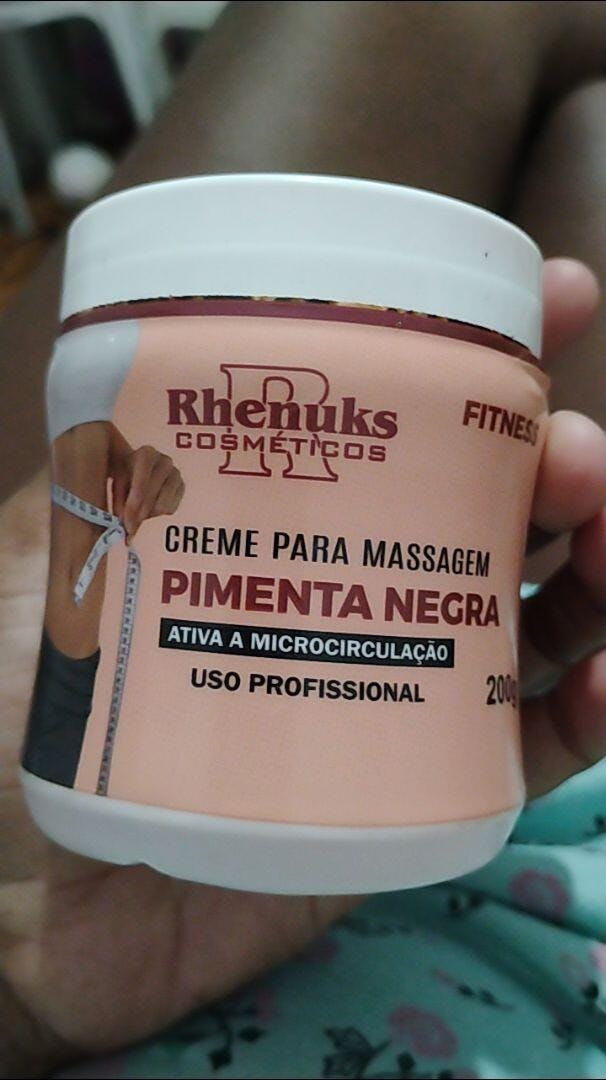 Rhenuks
COSMÉTICOS
FITNESS
CREME PARA MASSAGEM
PIMENTA NEGRA
ATIVA A MICROCIRCULAÇÃO
USO PROFISSIONAL
200g